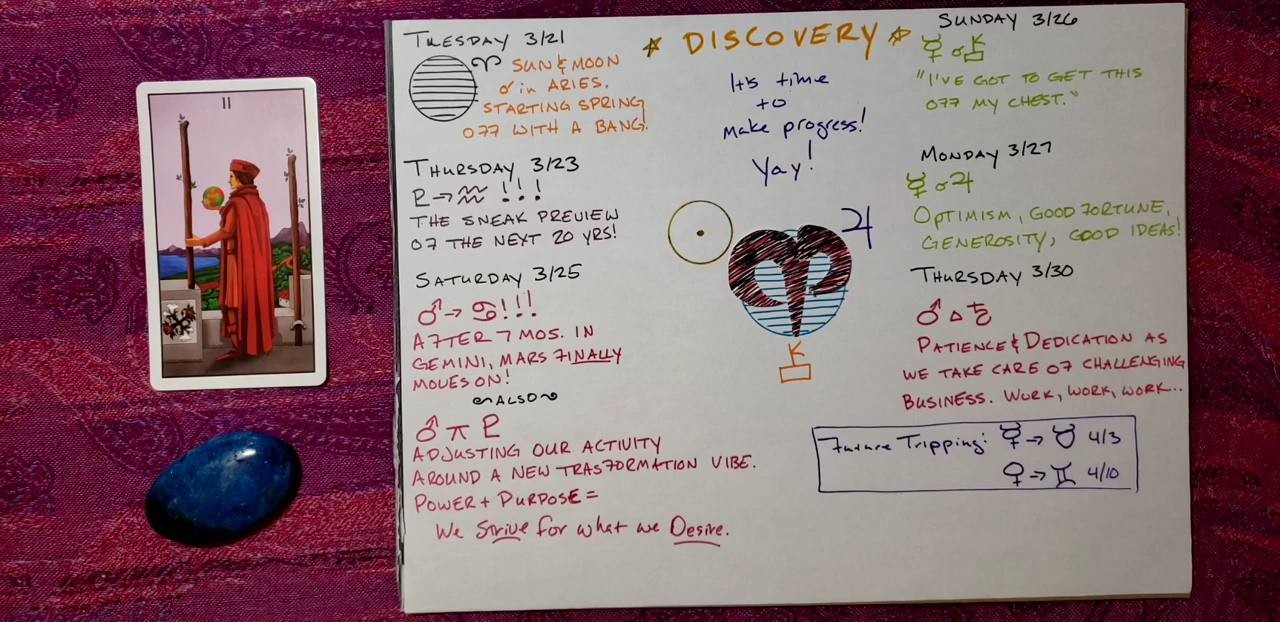 II
TUESDAY 3/21
♈ SUN & MOON
☌ in ARIES,
STARTING SPRING
OFF WITH A BANG!
THURSDAY 3/23
♇→♒!!!
THE SNEAK PREVIEW
OF THE NEXT 20 YRS!
SATURDAY 3/25
♂→♋!!!
AFTER 7 MOS. IN
GEMINI, MARS FINALLY
MOVES ON!
~ALSO~
♂ ⚻ ♇
ADJUSTING OUR ACTIVITY
AROUND A NEW TRASFORMATION VIBE.
POWER + PURPOSE =
We Strive for what we Desire.
☆ DISCOVERY ☆
Its time
to
make progress!
Yay!
☉ ♈ ♃
⚷
SUNDAY 3/26
☿ ☌ ⚷
"I'VE GOT TO GET THIS
OFF MY CHEST."
MONDAY 3/27
☿ ☌ ♃
OPTIMISM, GOOD FORTUNE,
GENEROSITY, GOOD IDEAS!
THURSDAY 3/30
♂ △ ♄
PATIENCE & DEDICATION AS
WE TAKE CARE OF CHALLENGING
BUSINESS. WORK, WORK, WORK...
Future Tripping: ☿→♉ 4/3
♀→♊ 4/10